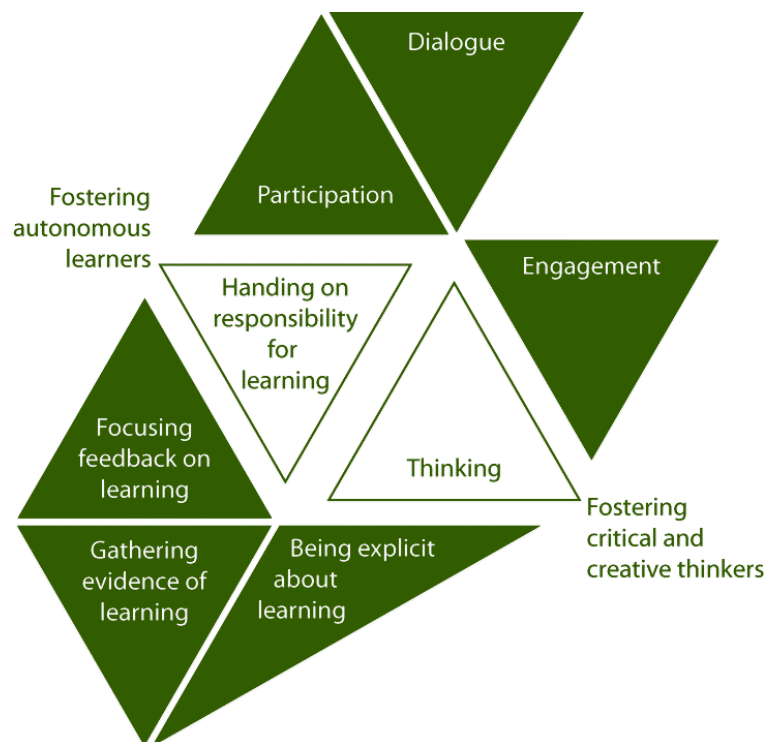 Dialogue
Participation
Fostering
autonomous
learners
Engagement
Handing on
responsibility
for
learning
Focusing
feedback on
learning
Thinking
Fostering
critical and
creative thinkers
Gathering
evidence of
learning
Being explicit
about
learning